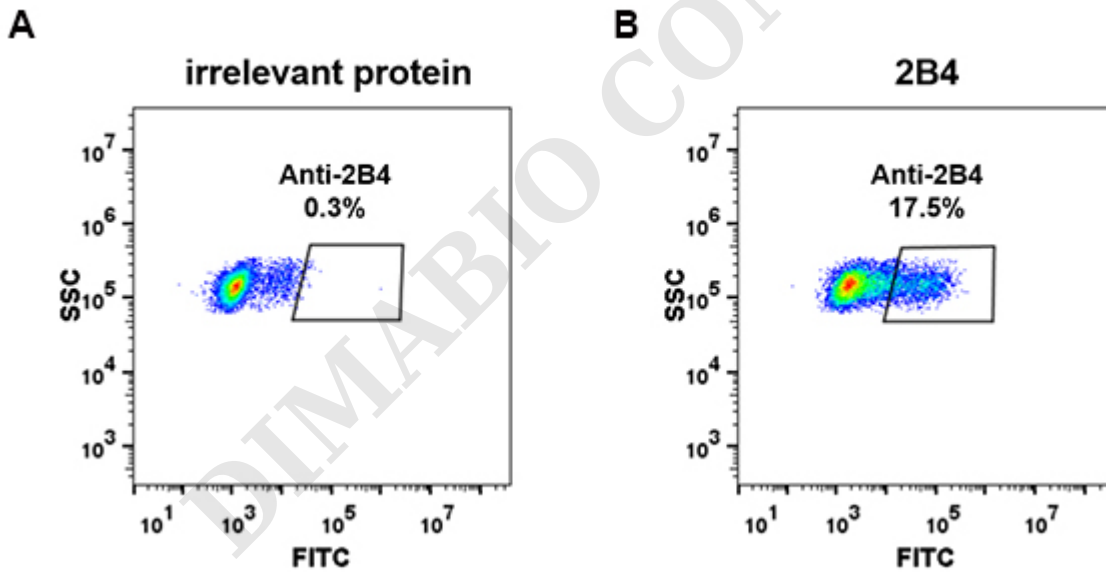 A
irrelevant protein
Anti-2B4
0.3%
10^7
10^6
10^5
10^4
10^3
SSC
10^1 10^3 10^5 10^7
FITC
B
2B4
Anti-2B4
17.5%
10^7
10^6
10^5
10^4
10^3
SSC
10^1 10^3 10^5 10^7
FITC
DIMABIO